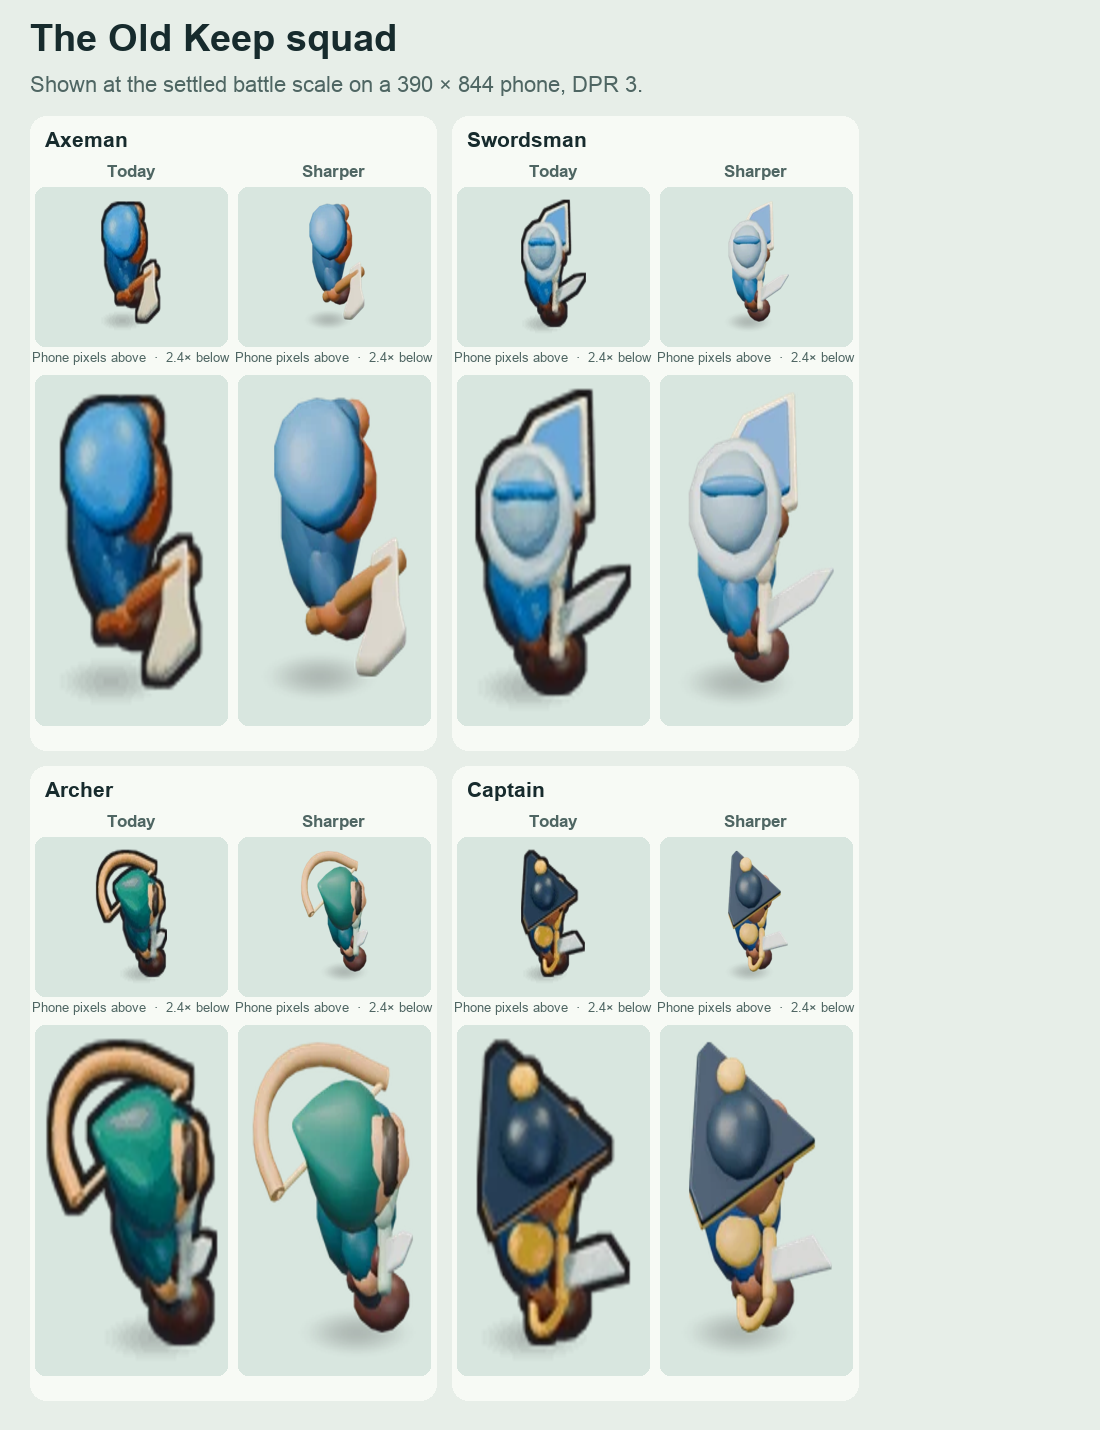 The Old Keep squad
Shown at the settled battle scale on a 390 × 844 phone, DPR 3.
Axeman
Today
Sharper
Phone pixels above · 2.4× below
Phone pixels above · 2.4× below
Swordsman
Today
Sharper
Phone pixels above · 2.4× below
Phone pixels above · 2.4× below
Archer
Today
Sharper
Phone pixels above · 2.4× below
Phone pixels above · 2.4× below
Captain
Today
Sharper
Phone pixels above · 2.4× below
Phone pixels above · 2.4× below